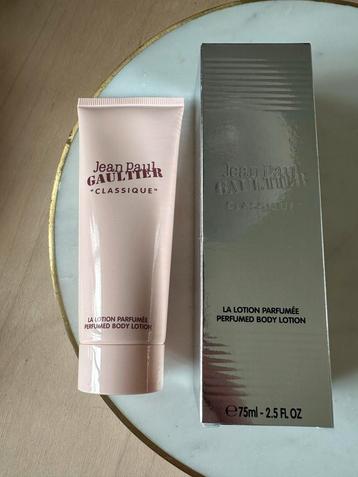 Jean Paul
GAULTIER
"CLASSIQUE"
LA LOTION PARFUMÉE
PERFUMED BODY LOTION
Jean Paul
GAULTIER
"CLASSIQUE"
LA LOTION PARFUMÉE
PERFUMED BODY LOTION
℮75ml - 2.5 FL OZ